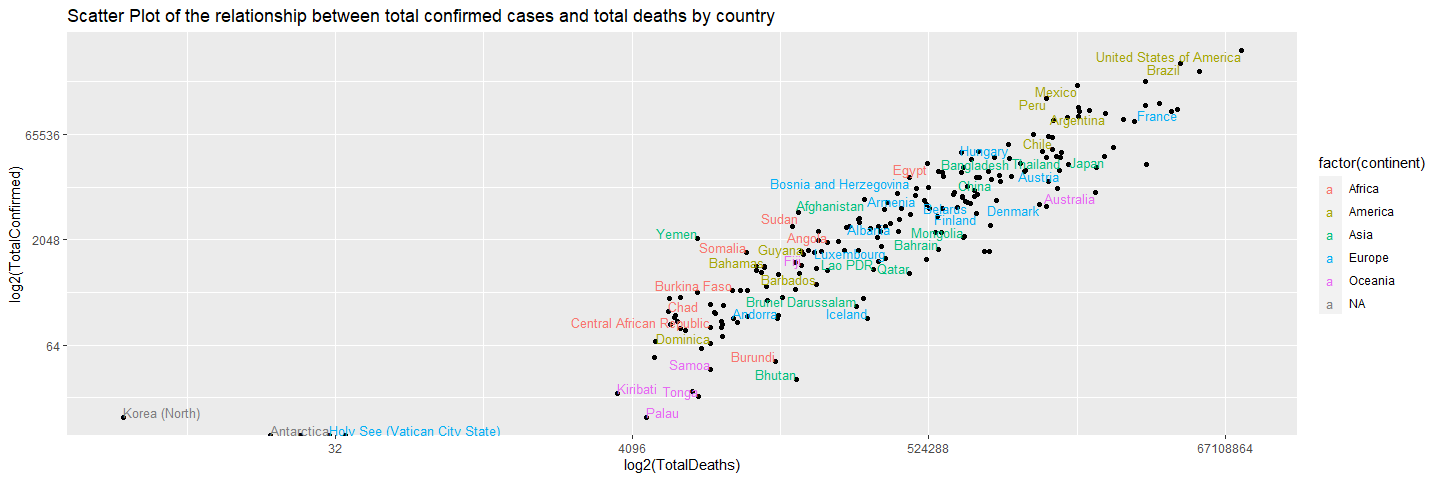 Scatter Plot of the relationship between total confirmed cases and total deaths by country
United States of America
Brazil
Mexico
Peru
Argentina
France
65536
Chile
Hungary
Bangladesh
Thailand
Japan
Egypt
Austria
Bosnia and Herzegovina
China
Australia
Afghanistan
Armenia
Belarus
Denmark
Sudan
Finland
Albania
Yemen
Mongolia
2048
Angola
Somalia
Guyana
Bahrain
Luxembourg
Bahamas
Fiji
Lao PDR
Qatar
Barbados
Burkina Faso
Brunei Darussalam
Chad
Andorra
Iceland
Central African Republic
Dominica
64
Burundi
Samoa
Bhutan
Kiribati
Tonga
Korea (North)
Palau
Antarctica
Holy See (Vatican City State)
32
4096
524288
67108864
log2(TotalDeaths)
log2(TotalConfirmed)
factor(continent)
a Africa
a America
a Asia
a Europe
a Oceania
a NA